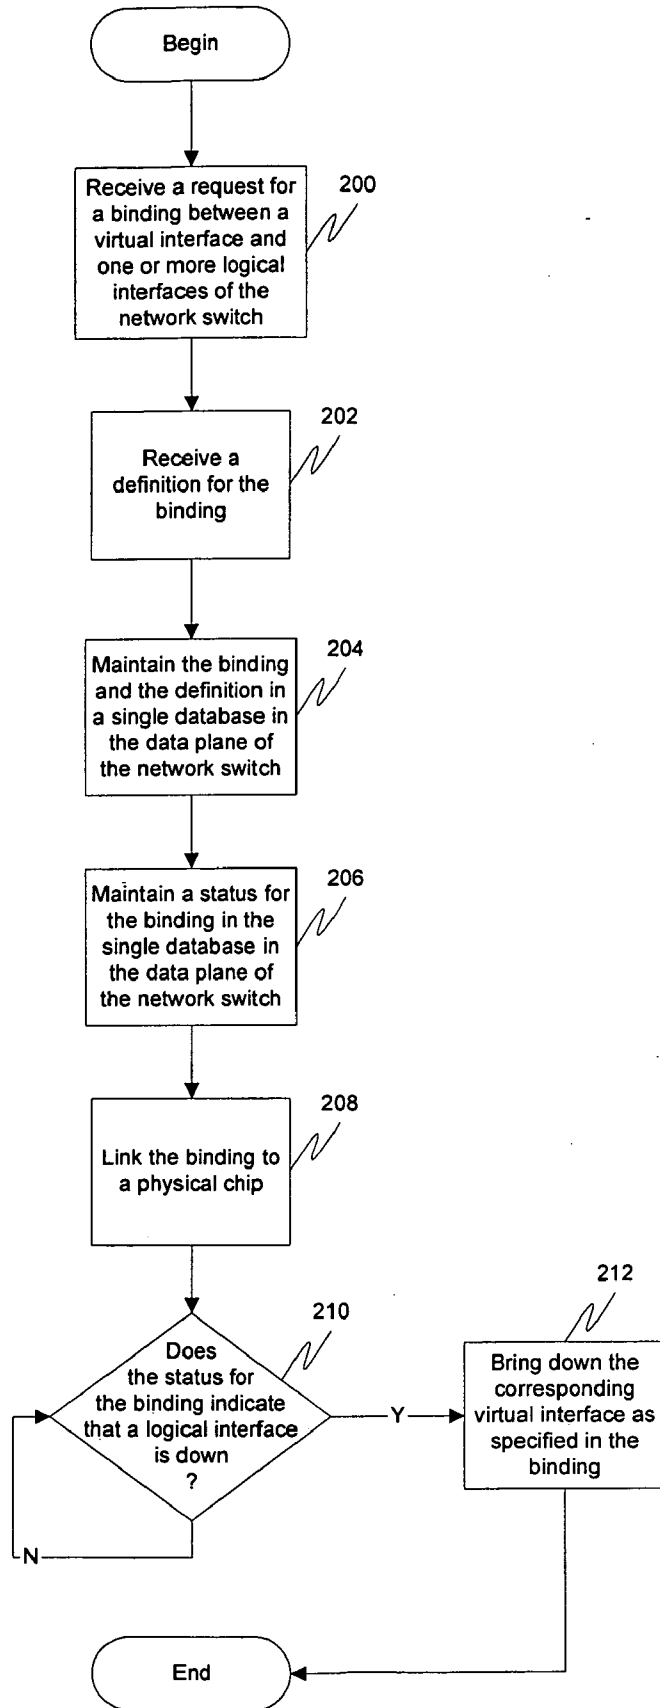 Begin
Receive a request for
a binding between a
virtual interface and
one or more logical
interfaces of the
network switch
200
202
Receive a
definition for the
binding
204
Maintain the binding
and the definition in
a single database in
the data plane of
the network switch
206
Maintain a status for
the binding in the
single database in
the data plane of
the network switch
208
Link the binding to
a physical chip
210
Does
the status for
the binding indicate
that a logical interface
is down
?
Y
N
212
Bring down the
corresponding
virtual interface as
specified in the
binding
End